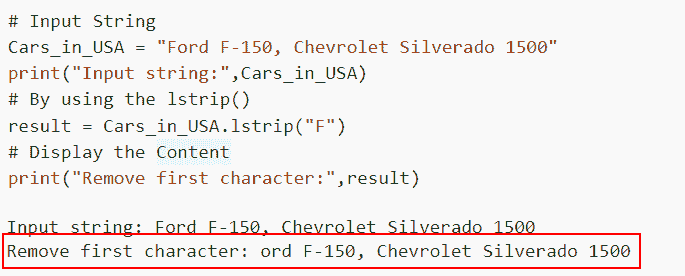 # Input String
Cars_in_USA = "Ford F-150, Chevrolet Silverado 1500"
print("Input string:",Cars_in_USA)
# By using the lstrip()
result = Cars_in_USA.lstrip("F")
# Display the Content
print("Remove first character:",result)
Input string: Ford F-150, Chevrolet Silverado 1500
Remove first character: ord F-150, Chevrolet Silverado 1500